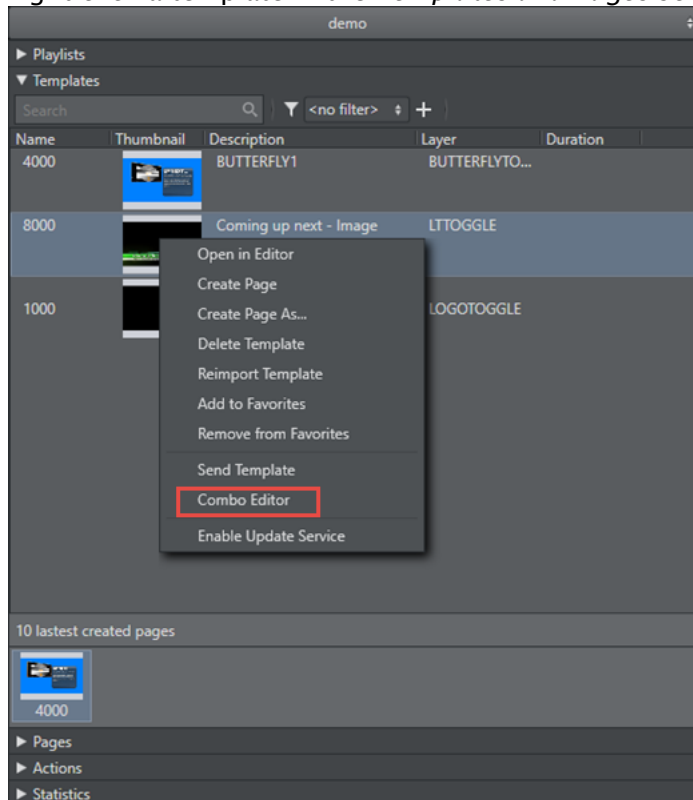 demo
Playlists
Templates
Search <no filter> +
Name Thumbnail Description Layer Duration
4000 BUTTERFLY1 BUTTERFLYTO...
8000 Coming up next - Image LTTOGGLE
Open in Editor
Create Page
1000 Create Page As... LOGOTOGGLE
Delete Template
Reimport Template
Add to Favorites
Remove from Favorites
Send Template
Combo Editor
Enable Update Service
10 lastest created pages
4000
Pages
Actions
Statistics